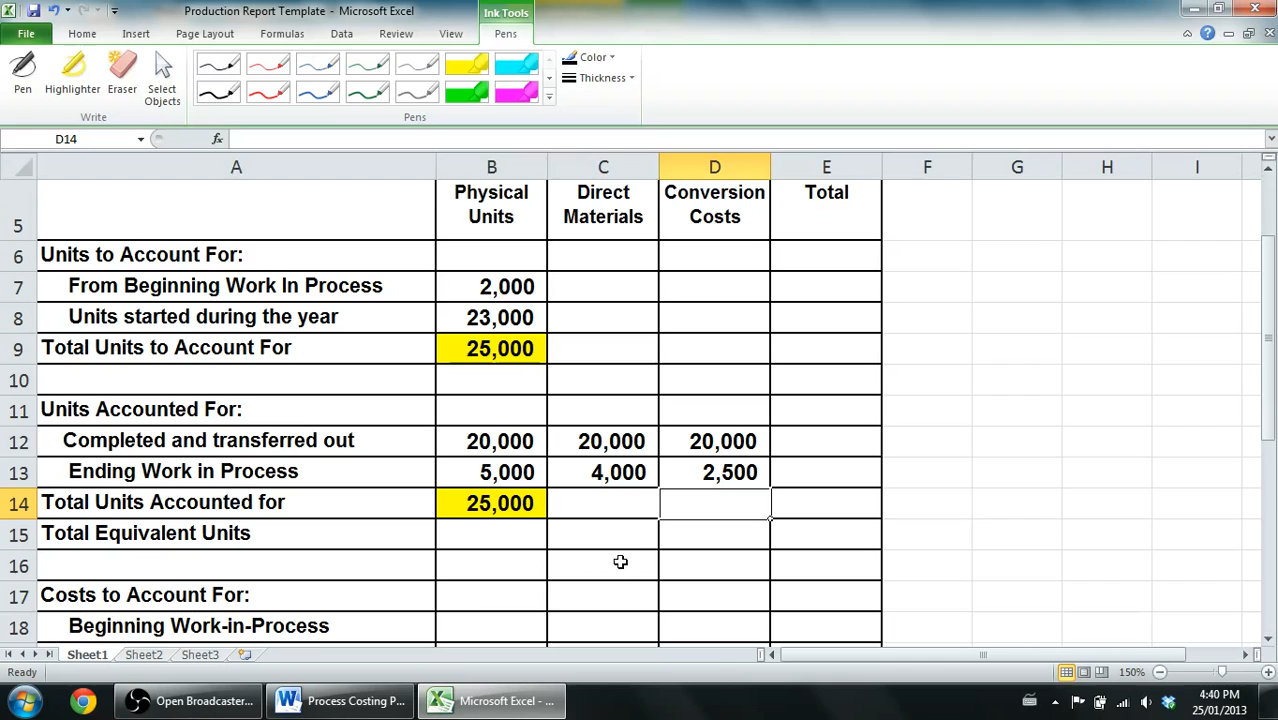 Production Report Template - Microsoft Excel
Ink Tools
File Home Insert Page Layout Formulas Data Review View Pens
Pen
Highlighter
Eraser
Select
Objects
Color
Thickness
Write
Pens
D14
fx
A B C D E F G H I
Physical Direct Conversion Total
Units Materials Costs
5
6 Units to Account For:
7 From Beginning Work In Process 2,000
8 Units started during the year 23,000
9 Total Units to Account For 25,000
10
11 Units Accounted For:
12 Completed and transferred out 20,000 20,000 20,000
13 Ending Work in Process 5,000 4,000 2,500
14 Total Units Accounted for 25,000
15 Total Equivalent Units
16
17 Costs to Account For:
18 Beginning Work-in-Process
Sheet1 Sheet2 Sheet3
Ready
150%
Open Broadcaster... Process Costing P... Microsoft Excel - ...
4:40 PM
25/01/2013